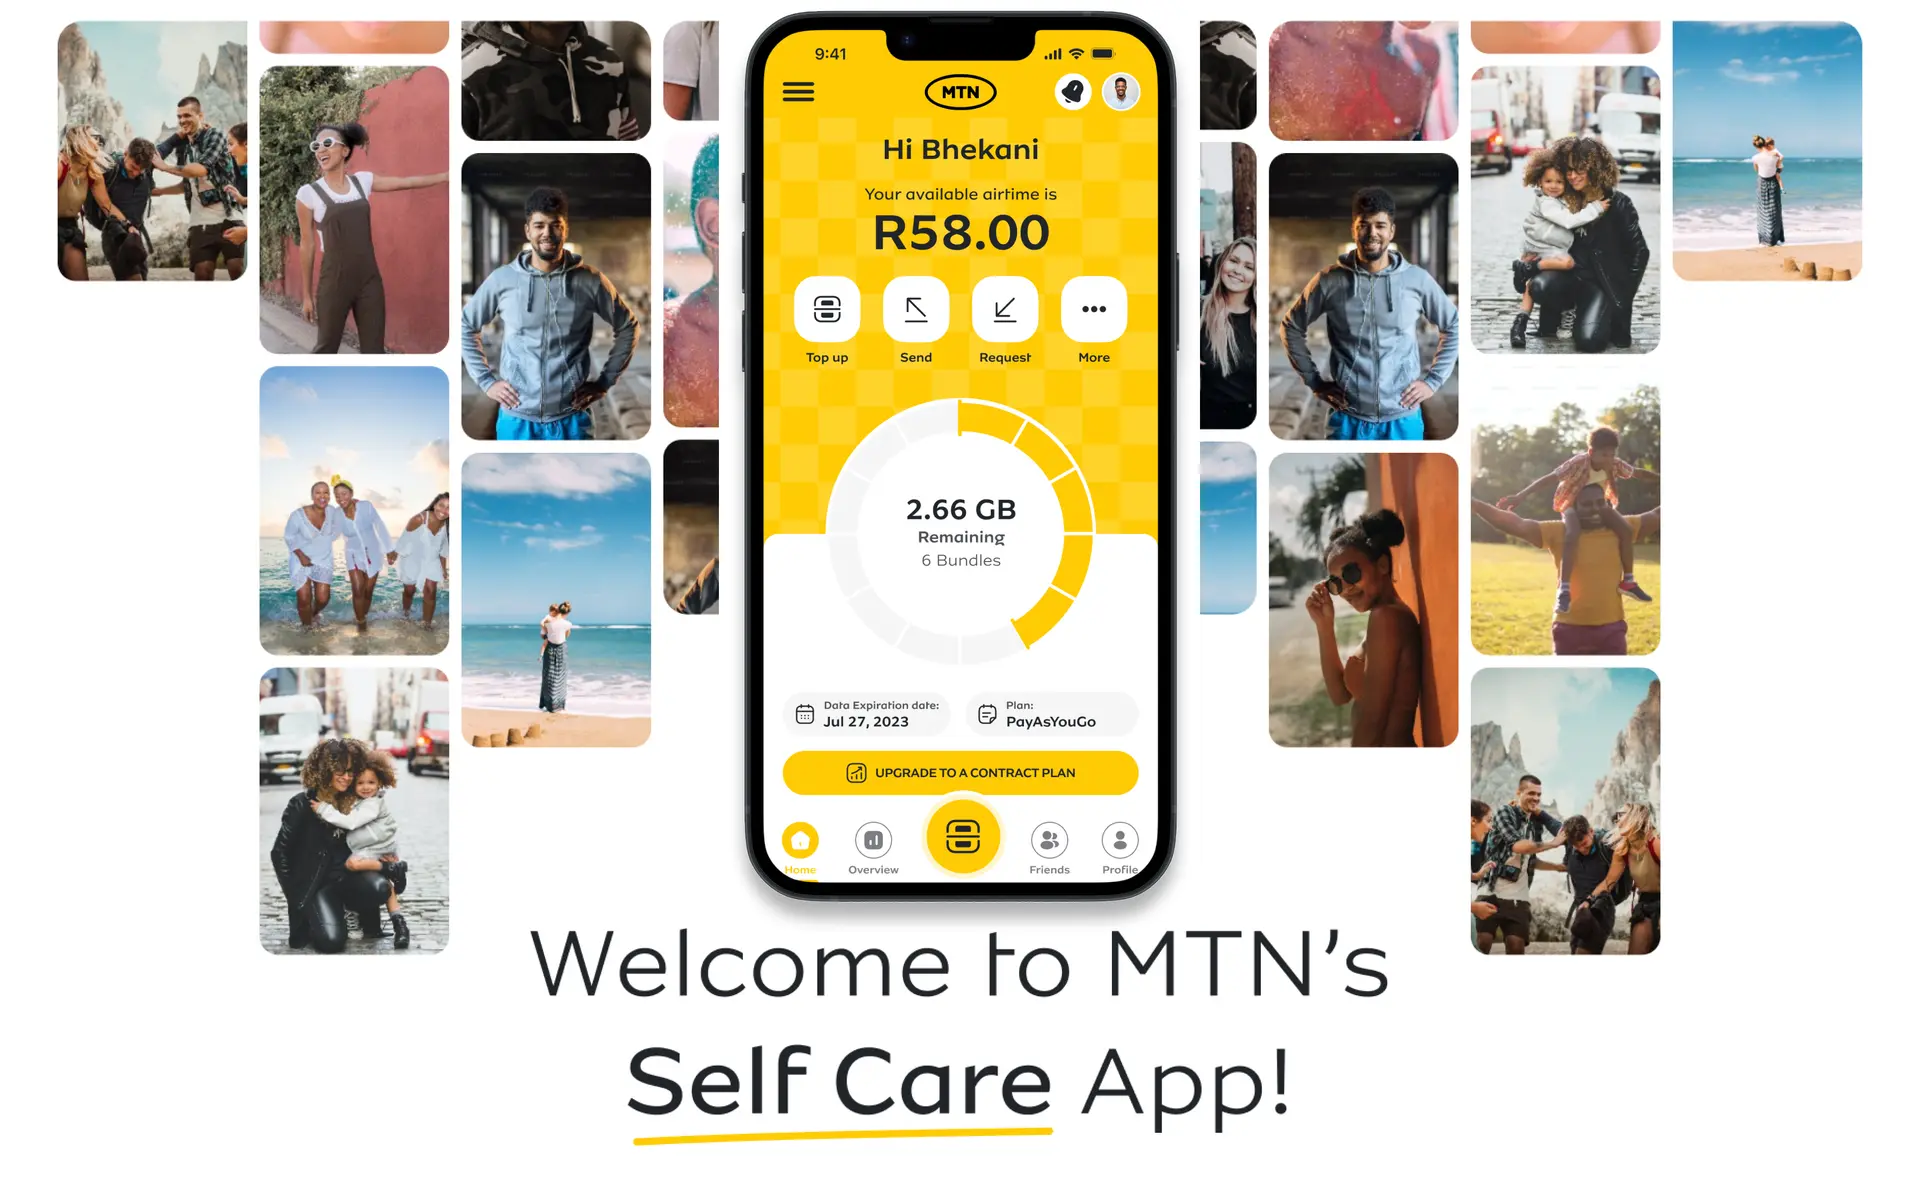 9:41
MTN
Hi Bhekani
Your available airtime is
R58.00
Top up
Send
Request
More
2.66 GB
Remaining
6 Bundles
Data Expiration date:
Jul 27, 2023
Plan:
PayAsYouGo
UPGRADE TO A CONTRACT PLAN
Home
Overview
Friends
Profile
Welcome to MTN’s
Self Care App!